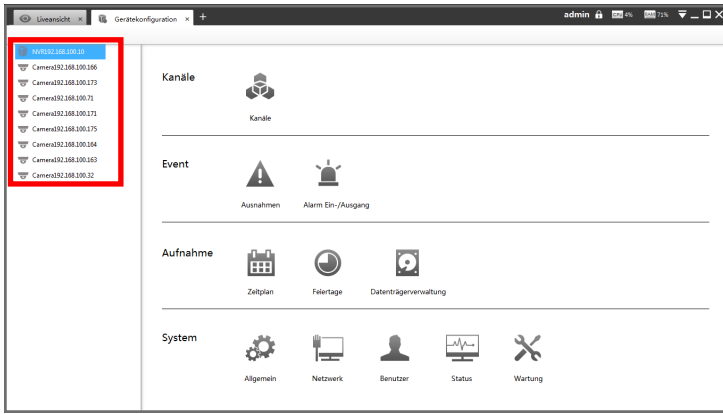 Liveansicht × Gerätekonfiguration × + admin CPU 4% RAM 71%
NVR192.168.100.10
Camera192.168.100.166
Camera192.168.100.173
Camera192.168.100.71
Camera192.168.100.171
Camera192.168.100.175
Camera192.168.100.164
Camera192.168.100.163
Camera192.168.100.32
Kanäle
Kanäle
Event
Ausnahmen Alarm Ein-/Ausgang
Aufnahme
Zeitplan Feiertage Datenträgerverwaltung
System
Allgemein Netzwerk Benutzer Status Wartung